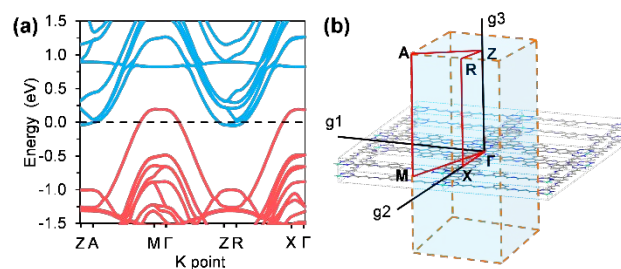 (a)
Energy (eV)
1.5
1.0
0.5
0.0
-0.5
-1.0
-1.5
Z A M Γ Z R X Γ
K point
(b)
g3
A
Z
R
g1
Γ
M
X
g2